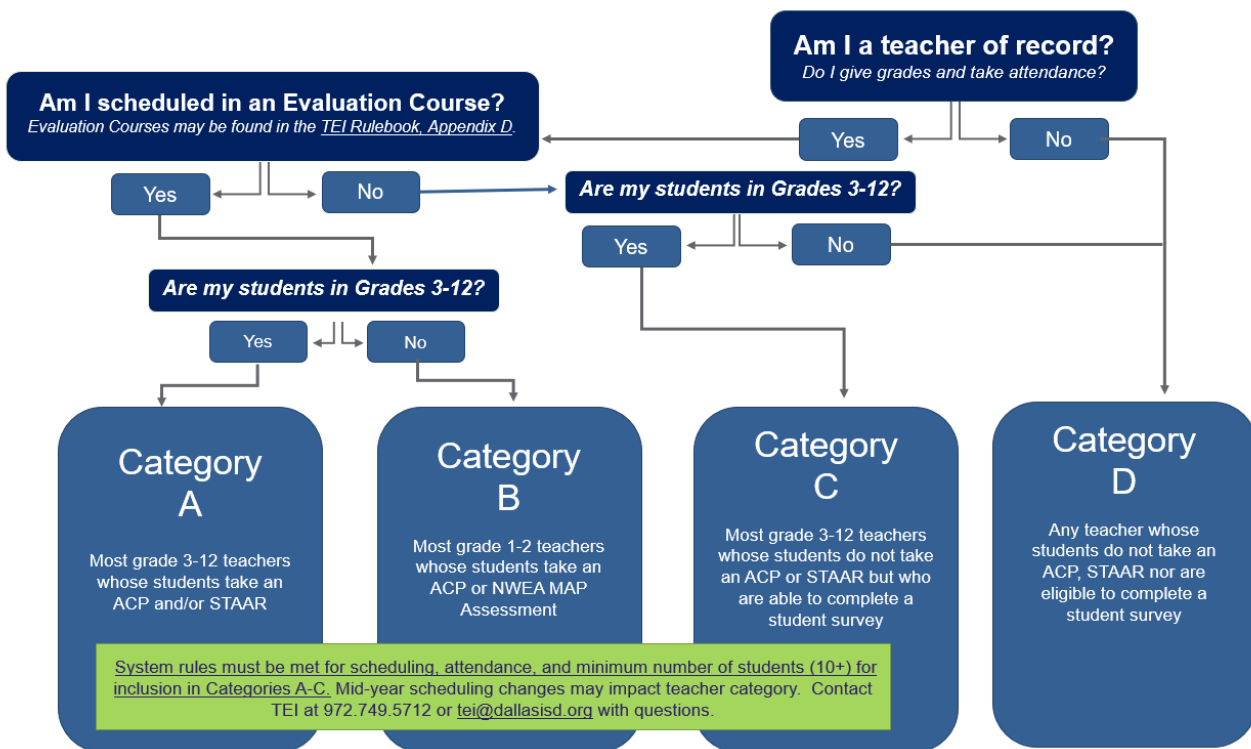 Am I a teacher of record?
Do I give grades and take attendance?
Am I scheduled in an Evaluation Course?
Evaluation Courses may be found in the TEI Rulebook, Appendix D.
Yes
No
Yes
No
Are my students in Grades 3-12?
Yes
No
Are my students in Grades 3-12?
Yes
No
Category
A
Most grade 3-12 teachers
whose students take an
ACP and/or STAAR
Category
B
Most grade 1-2 teachers
whose students take an
ACP or NWEA MAP
Assessment
Category
C
Most grade 3-12 teachers
whose students do not take
an ACP or STAAR but who
are able to complete a
student survey
Category
D
Any teacher whose
students do not take an
ACP, STAAR nor are
eligible to complete a
student survey
System rules must be met for scheduling, attendance, and minimum number of students (10+) for
inclusion in Categories A-C. Mid-year scheduling changes may impact teacher category. Contact
TEI at 972.749.5712 or tei@dallasisd.org with questions.